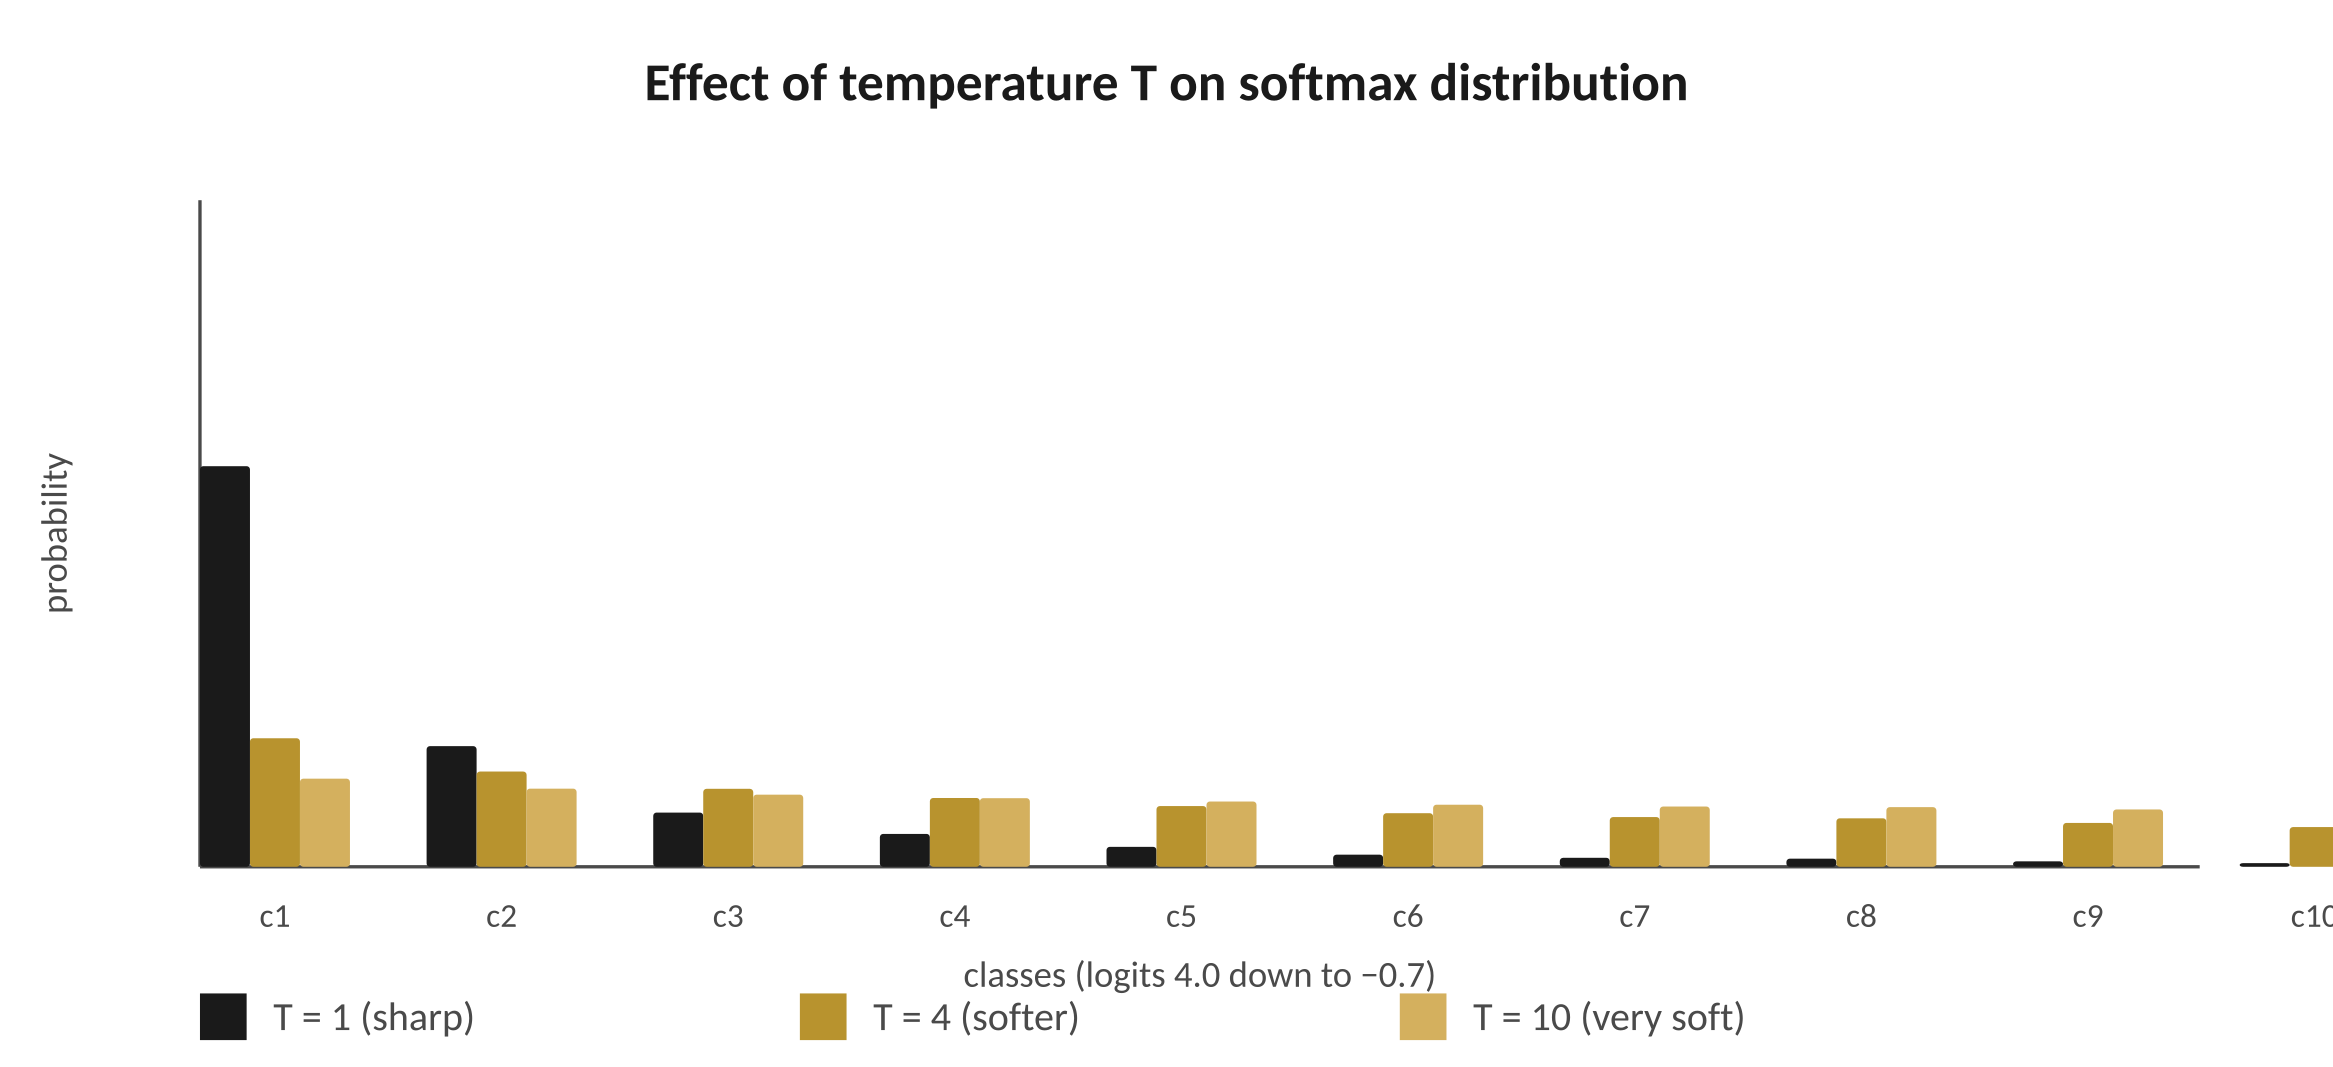 Effect of temperature T on softmax distribution
probability
c1 c2 c3 c4 c5 c6 c7 c8 c9 c10
classes (logits 4.0 down to −0.7)
T = 1 (sharp) T = 4 (softer) T = 10 (very soft)